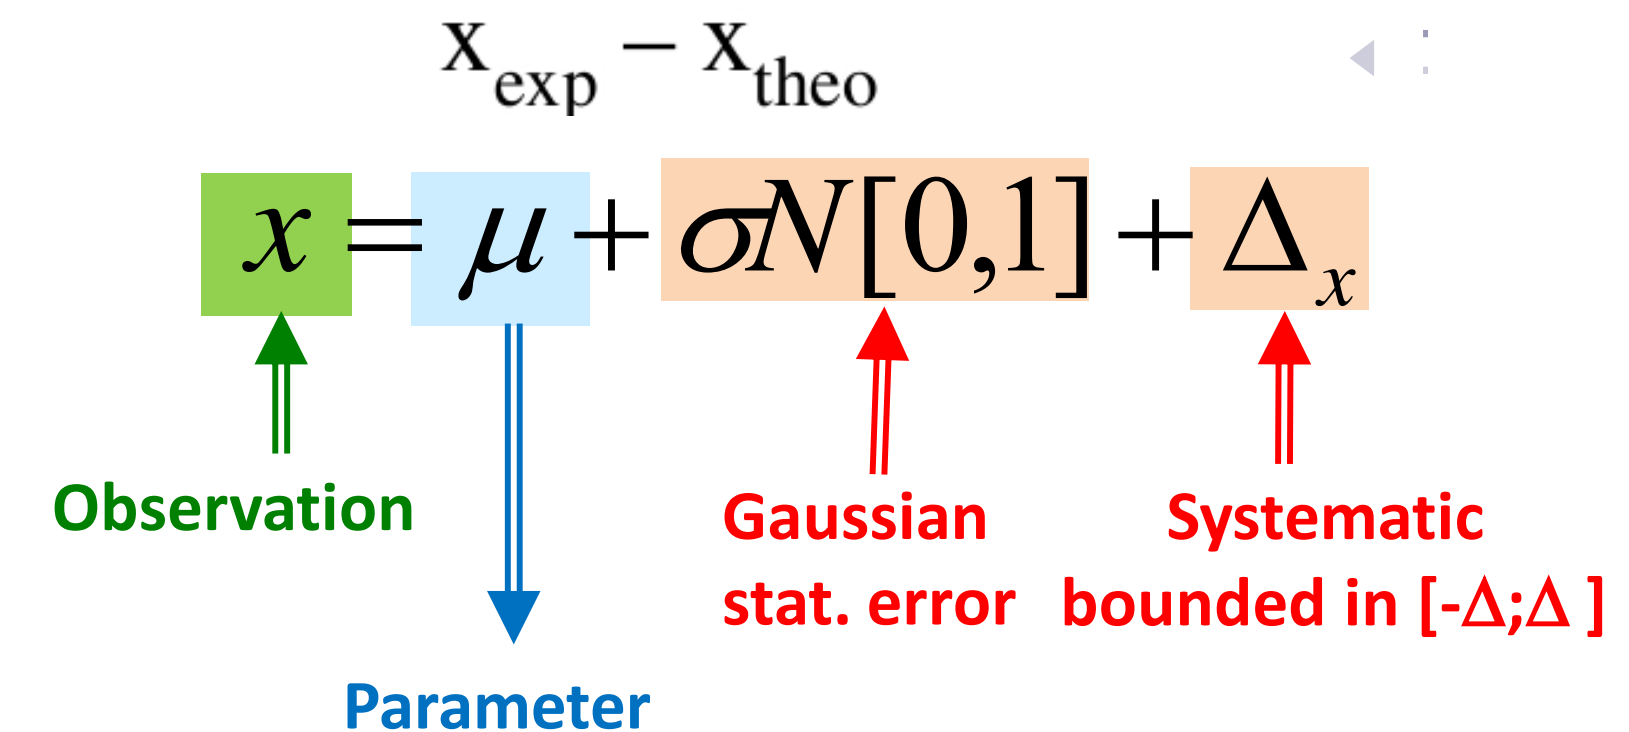 x_exp − x_theo
x = μ + σN[0,1] + Δ_x
Observation
Gaussian stat. error
Systematic bounded in [-Δ;Δ ]
Parameter